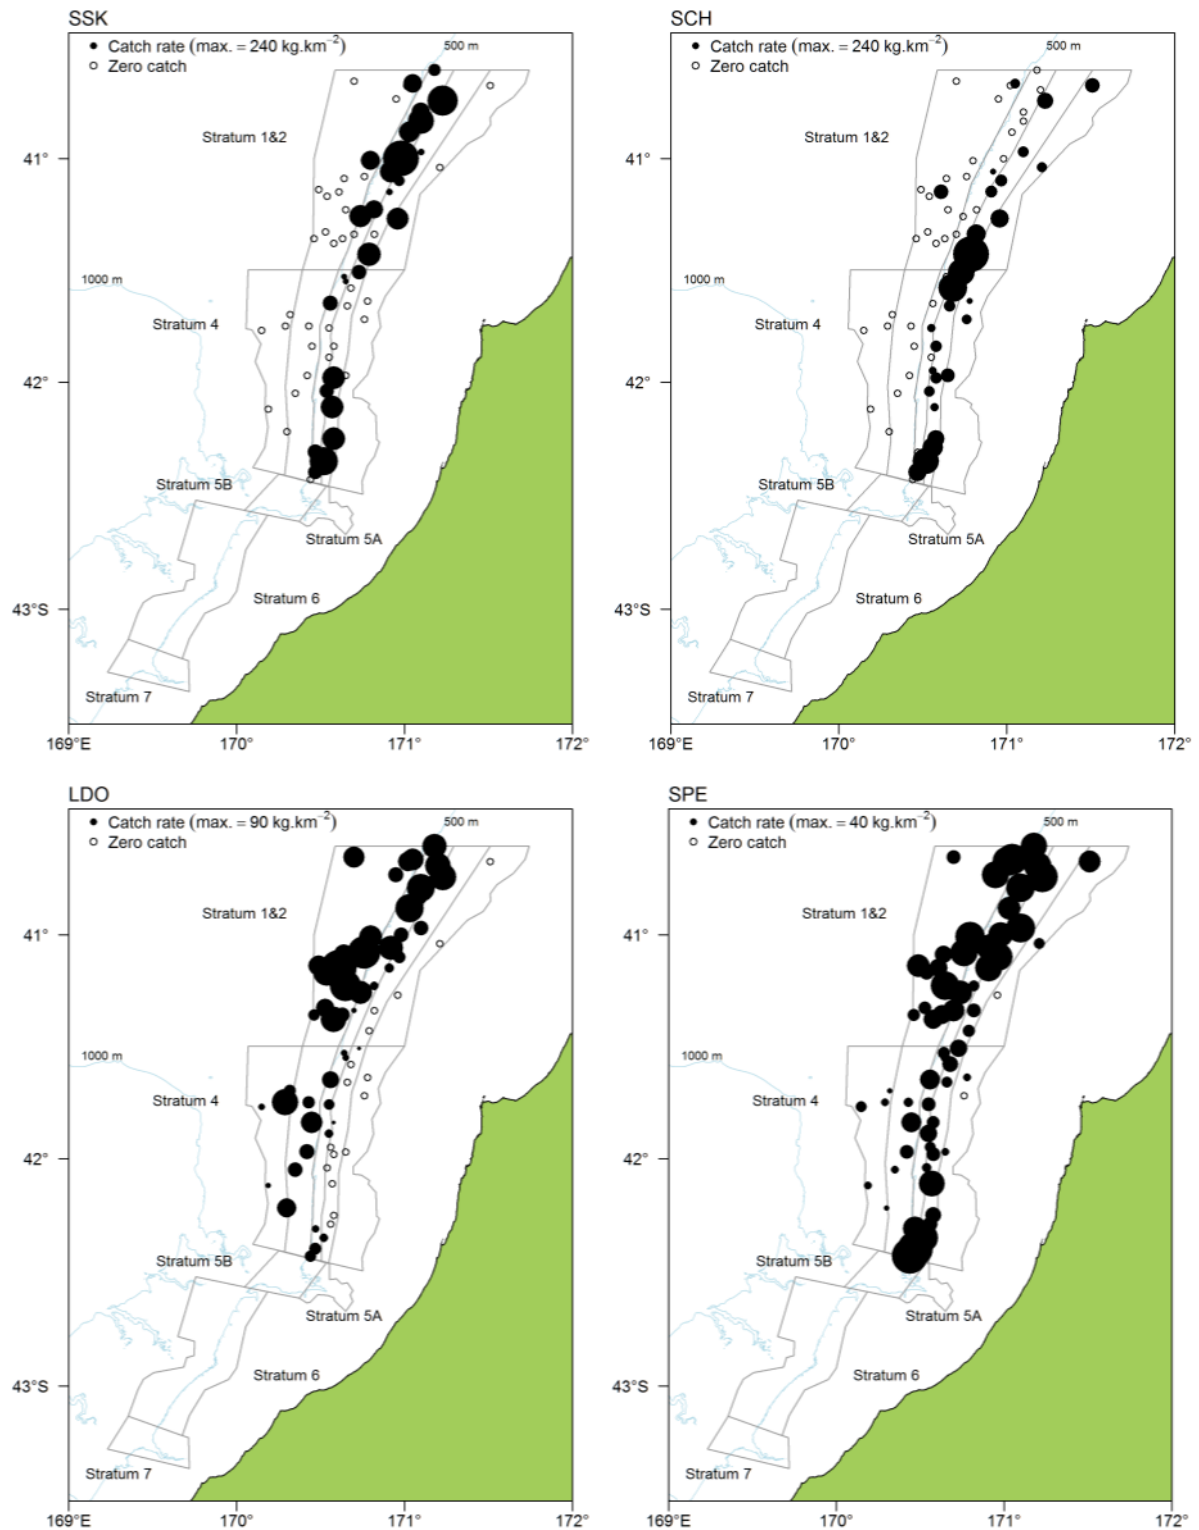 SSK
Catch rate (max. = 240 kg.km⁻²)
Zero catch
500 m
Stratum 1&2
41°
1000 m
Stratum 4
42°
Stratum 5B
Stratum 5A
Stratum 6
43°S
Stratum 7
169°E 170° 171° 172°
SCH
Catch rate (max. = 240 kg.km⁻²)
Zero catch
500 m
Stratum 1&2
41°
1000 m
Stratum 4
42°
Stratum 5B
Stratum 5A
Stratum 6
43°S
Stratum 7
169°E 170° 171° 172°
LDO
Catch rate (max. = 90 kg.km⁻²)
Zero catch
500 m
Stratum 1&2
41°
1000 m
Stratum 4
42°
Stratum 5B
Stratum 5A
Stratum 6
43°S
Stratum 7
169°E 170° 171° 172°
SPE
Catch rate (max. = 40 kg.km⁻²)
Zero catch
500 m
Stratum 1&2
41°
1000 m
Stratum 4
42°
Stratum 5B
Stratum 5A
Stratum 6
43°S
Stratum 7
169°E 170° 171° 172°